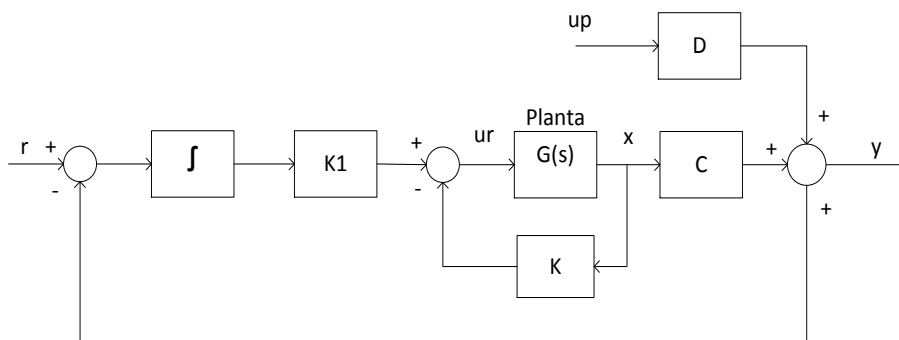 up
D
+
Planta
r
+
∫
K1
+
ur
G(s)
x
C
+
y
-
-
+
K